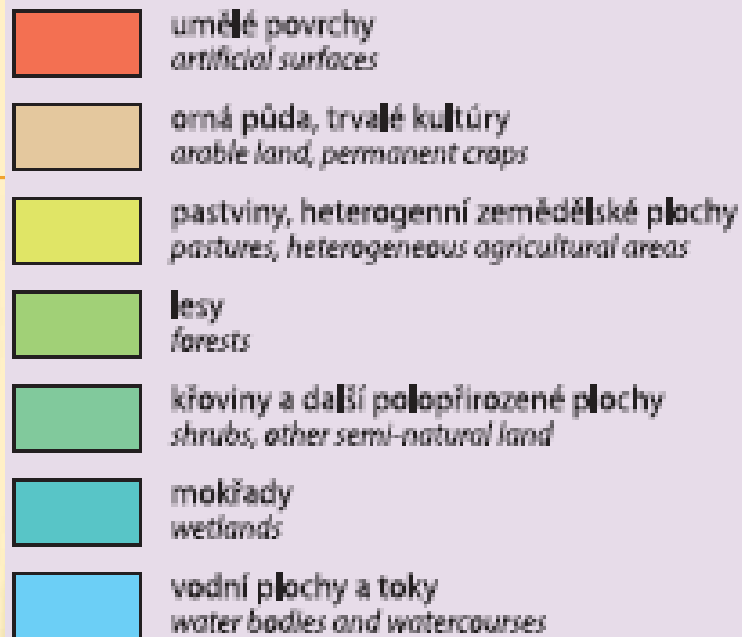 umělé povrchy
artificial surfaces
orná půda, trvalé kultúry
arable land, permanent crops
pastviny, heterogenní zemědělské plochy
pastures, heterogeneous agricultural areas
lesy
forests
křoviny a další polopřirozené plochy
shrubs, other semi-natural land
mokřady
wetlands
vodní plochy a toky
water bodies and watercourses